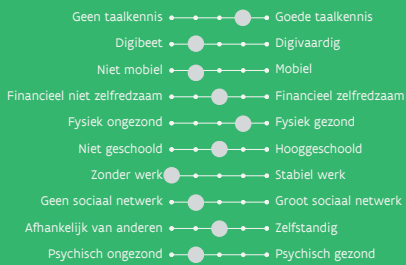 Geen taalkennis Goede taalkennis
Digibeet Digivaardig
Niet mobiel Mobiel
Financieel niet zelfredzaam Financieel zelfredzaam
Fysiek ongezond Fysiek gezond
Niet geschoold Hooggeschoold
Zonder werk Stabiel werk
Geen sociaal netwerk Groot sociaal netwerk
Afhankelijk van anderen Zelfstandig
Psychisch ongezond Psychisch gezond